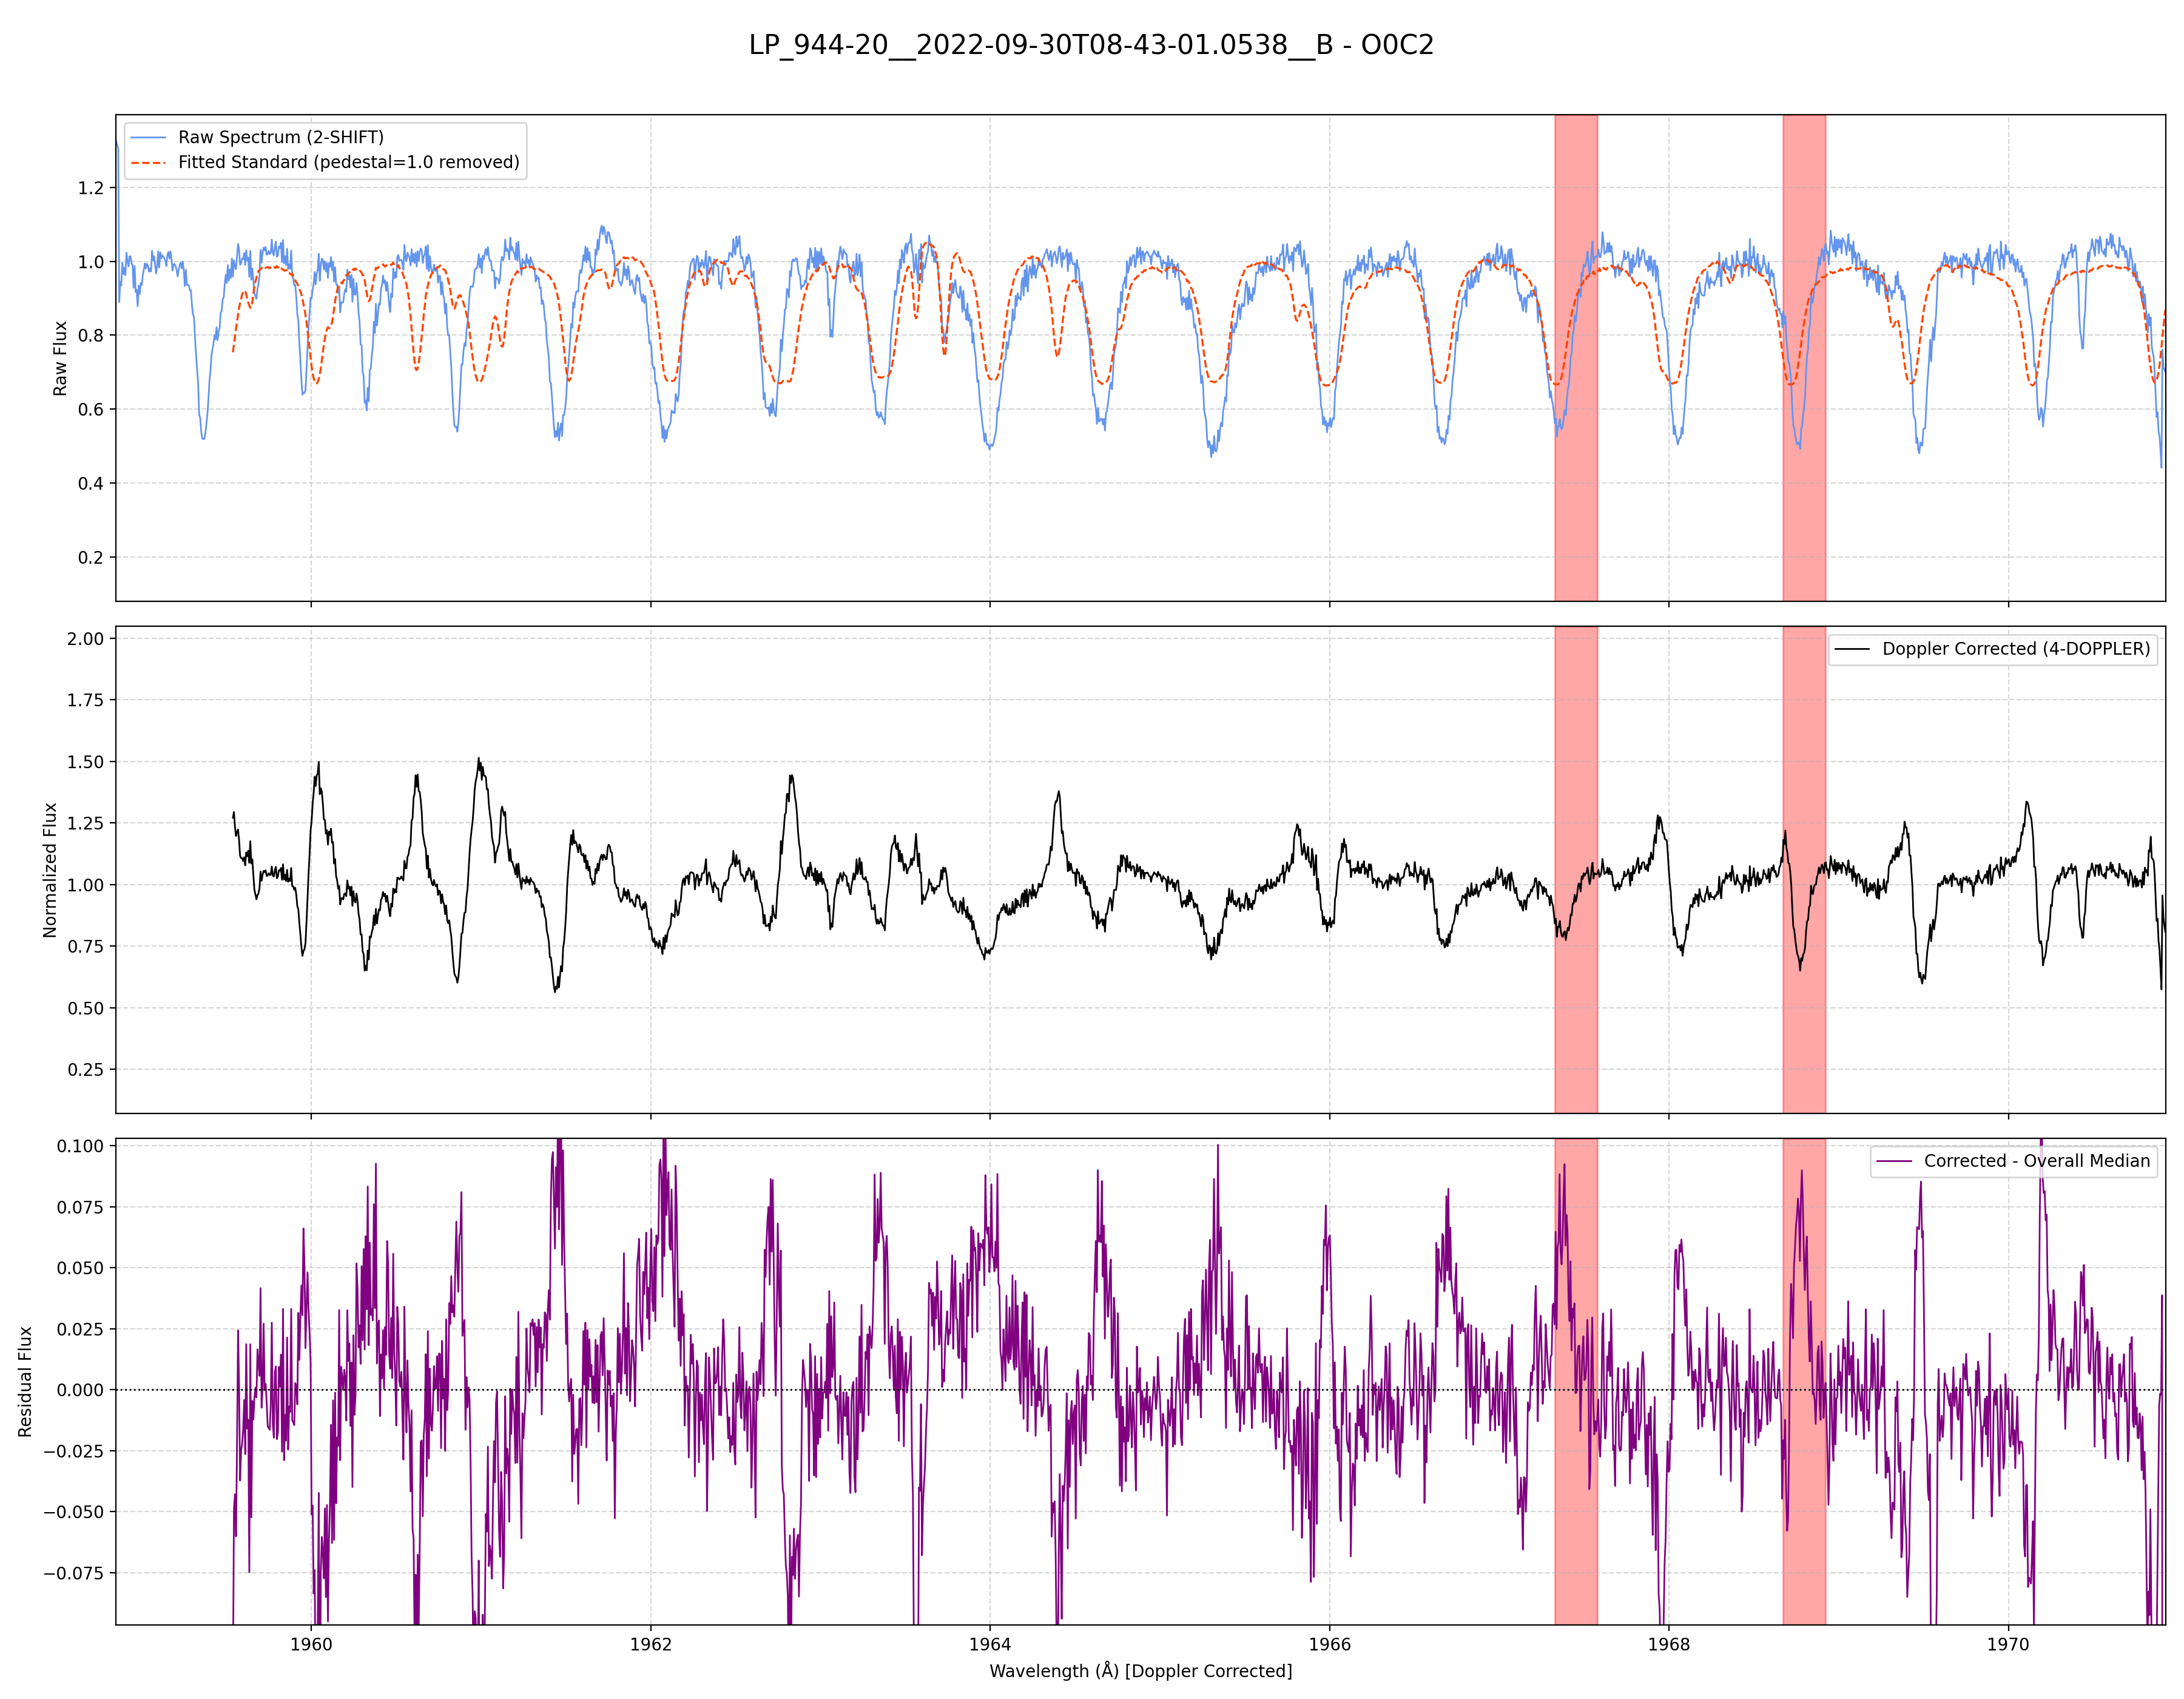 LP_944-20__2022-09-30T08-43-01.0538__B - O0C2
Raw Spectrum (2-SHIFT)
Fitted Standard (pedestal=1.0 removed)
Raw Flux
1.2
1.0
0.8
0.6
0.4
0.2
Doppler Corrected (4-DOPPLER)
Normalized Flux
2.00
1.75
1.50
1.25
1.00
0.75
0.50
0.25
Corrected - Overall Median
Residual Flux
0.100
0.075
0.050
0.025
0.000
−0.025
−0.050
−0.075
1960 1962 1964 1966 1968 1970
Wavelength (Å) [Doppler Corrected]